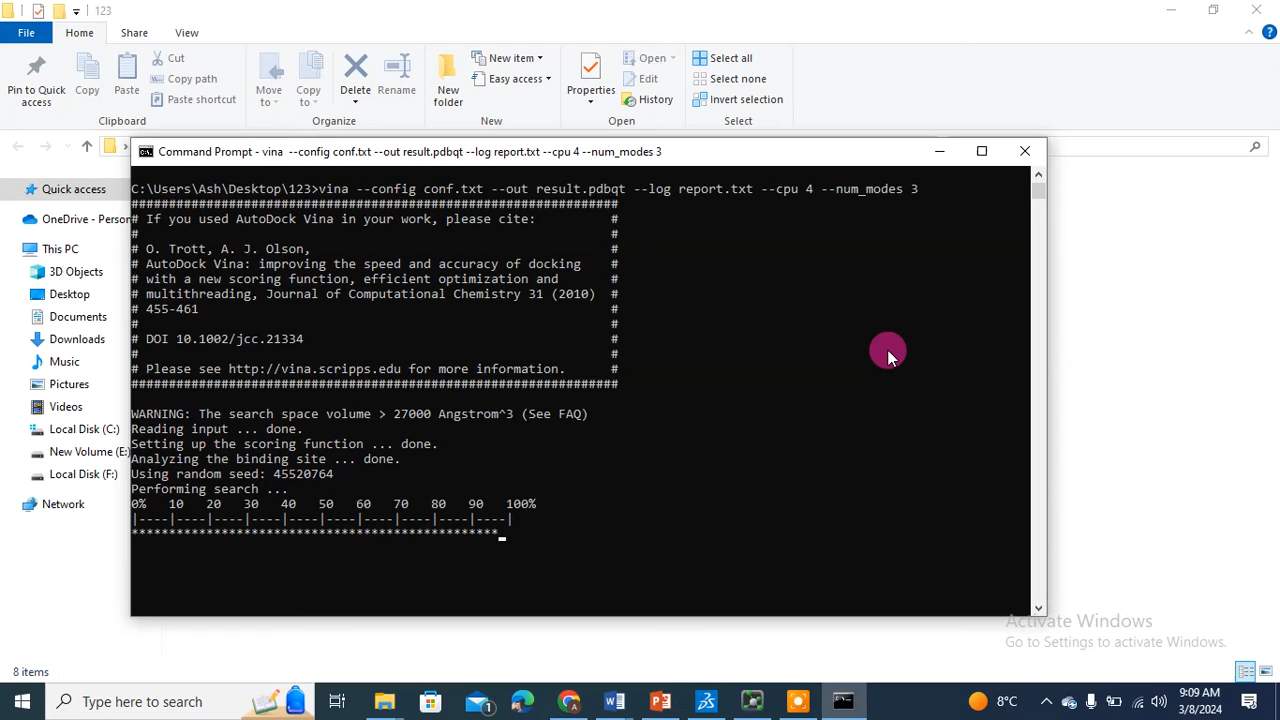 123
File
Home
Share
View
Pin to Quick access
Copy
Paste
Cut
Copy path
Paste shortcut
Clipboard
Move to
Copy to
Delete
Rename
Organize
New folder
New item
Easy access
New
Properties
Open
Edit
History
Open
Select all
Select none
Invert selection
Select
Command Prompt - vina --config conf.txt --out result.pdbqt --log report.txt --cpu 4 --num_modes 3
C:\Users\Ash\Desktop\123>vina --config conf.txt --out result.pdbqt --log report.txt --cpu 4 --num_modes 3
#################################################################
# If you used AutoDock Vina in your work, please cite:          #
#                                                               #
# O. Trott, A. J. Olson,                                        #
# AutoDock Vina: improving the speed and accuracy of docking    #
# with a new scoring function, efficient optimization and       #
# multithreading, Journal of Computational Chemistry 31 (2010)  #
# 455-461                                                       #
#                                                               #
# DOI 10.1002/jcc.21334                                         #
#                                                               #
# Please see http://vina.scripps.edu for more information.      #
#################################################################
WARNING: The search space volume > 27000 Angstrom^3 (See FAQ)
Reading input ... done.
Setting up the scoring function ... done.
Analyzing the binding site ... done.
Using random seed: 45520764
Performing search ...
0%   10   20   30   40   50   60   70   80   90   100%
|----|----|----|----|----|----|----|----|----|----|
*************************************************
Quick access
OneDrive - Person
This PC
3D Objects
Desktop
Documents
Downloads
Music
Pictures
Videos
Local Disk (C:)
New Volume (E:)
Local Disk (F:)
Network
Activate Windows
Go to Settings to activate Windows.
8 items
Type here to search
1
8°C
9:09 AM
3/8/2024